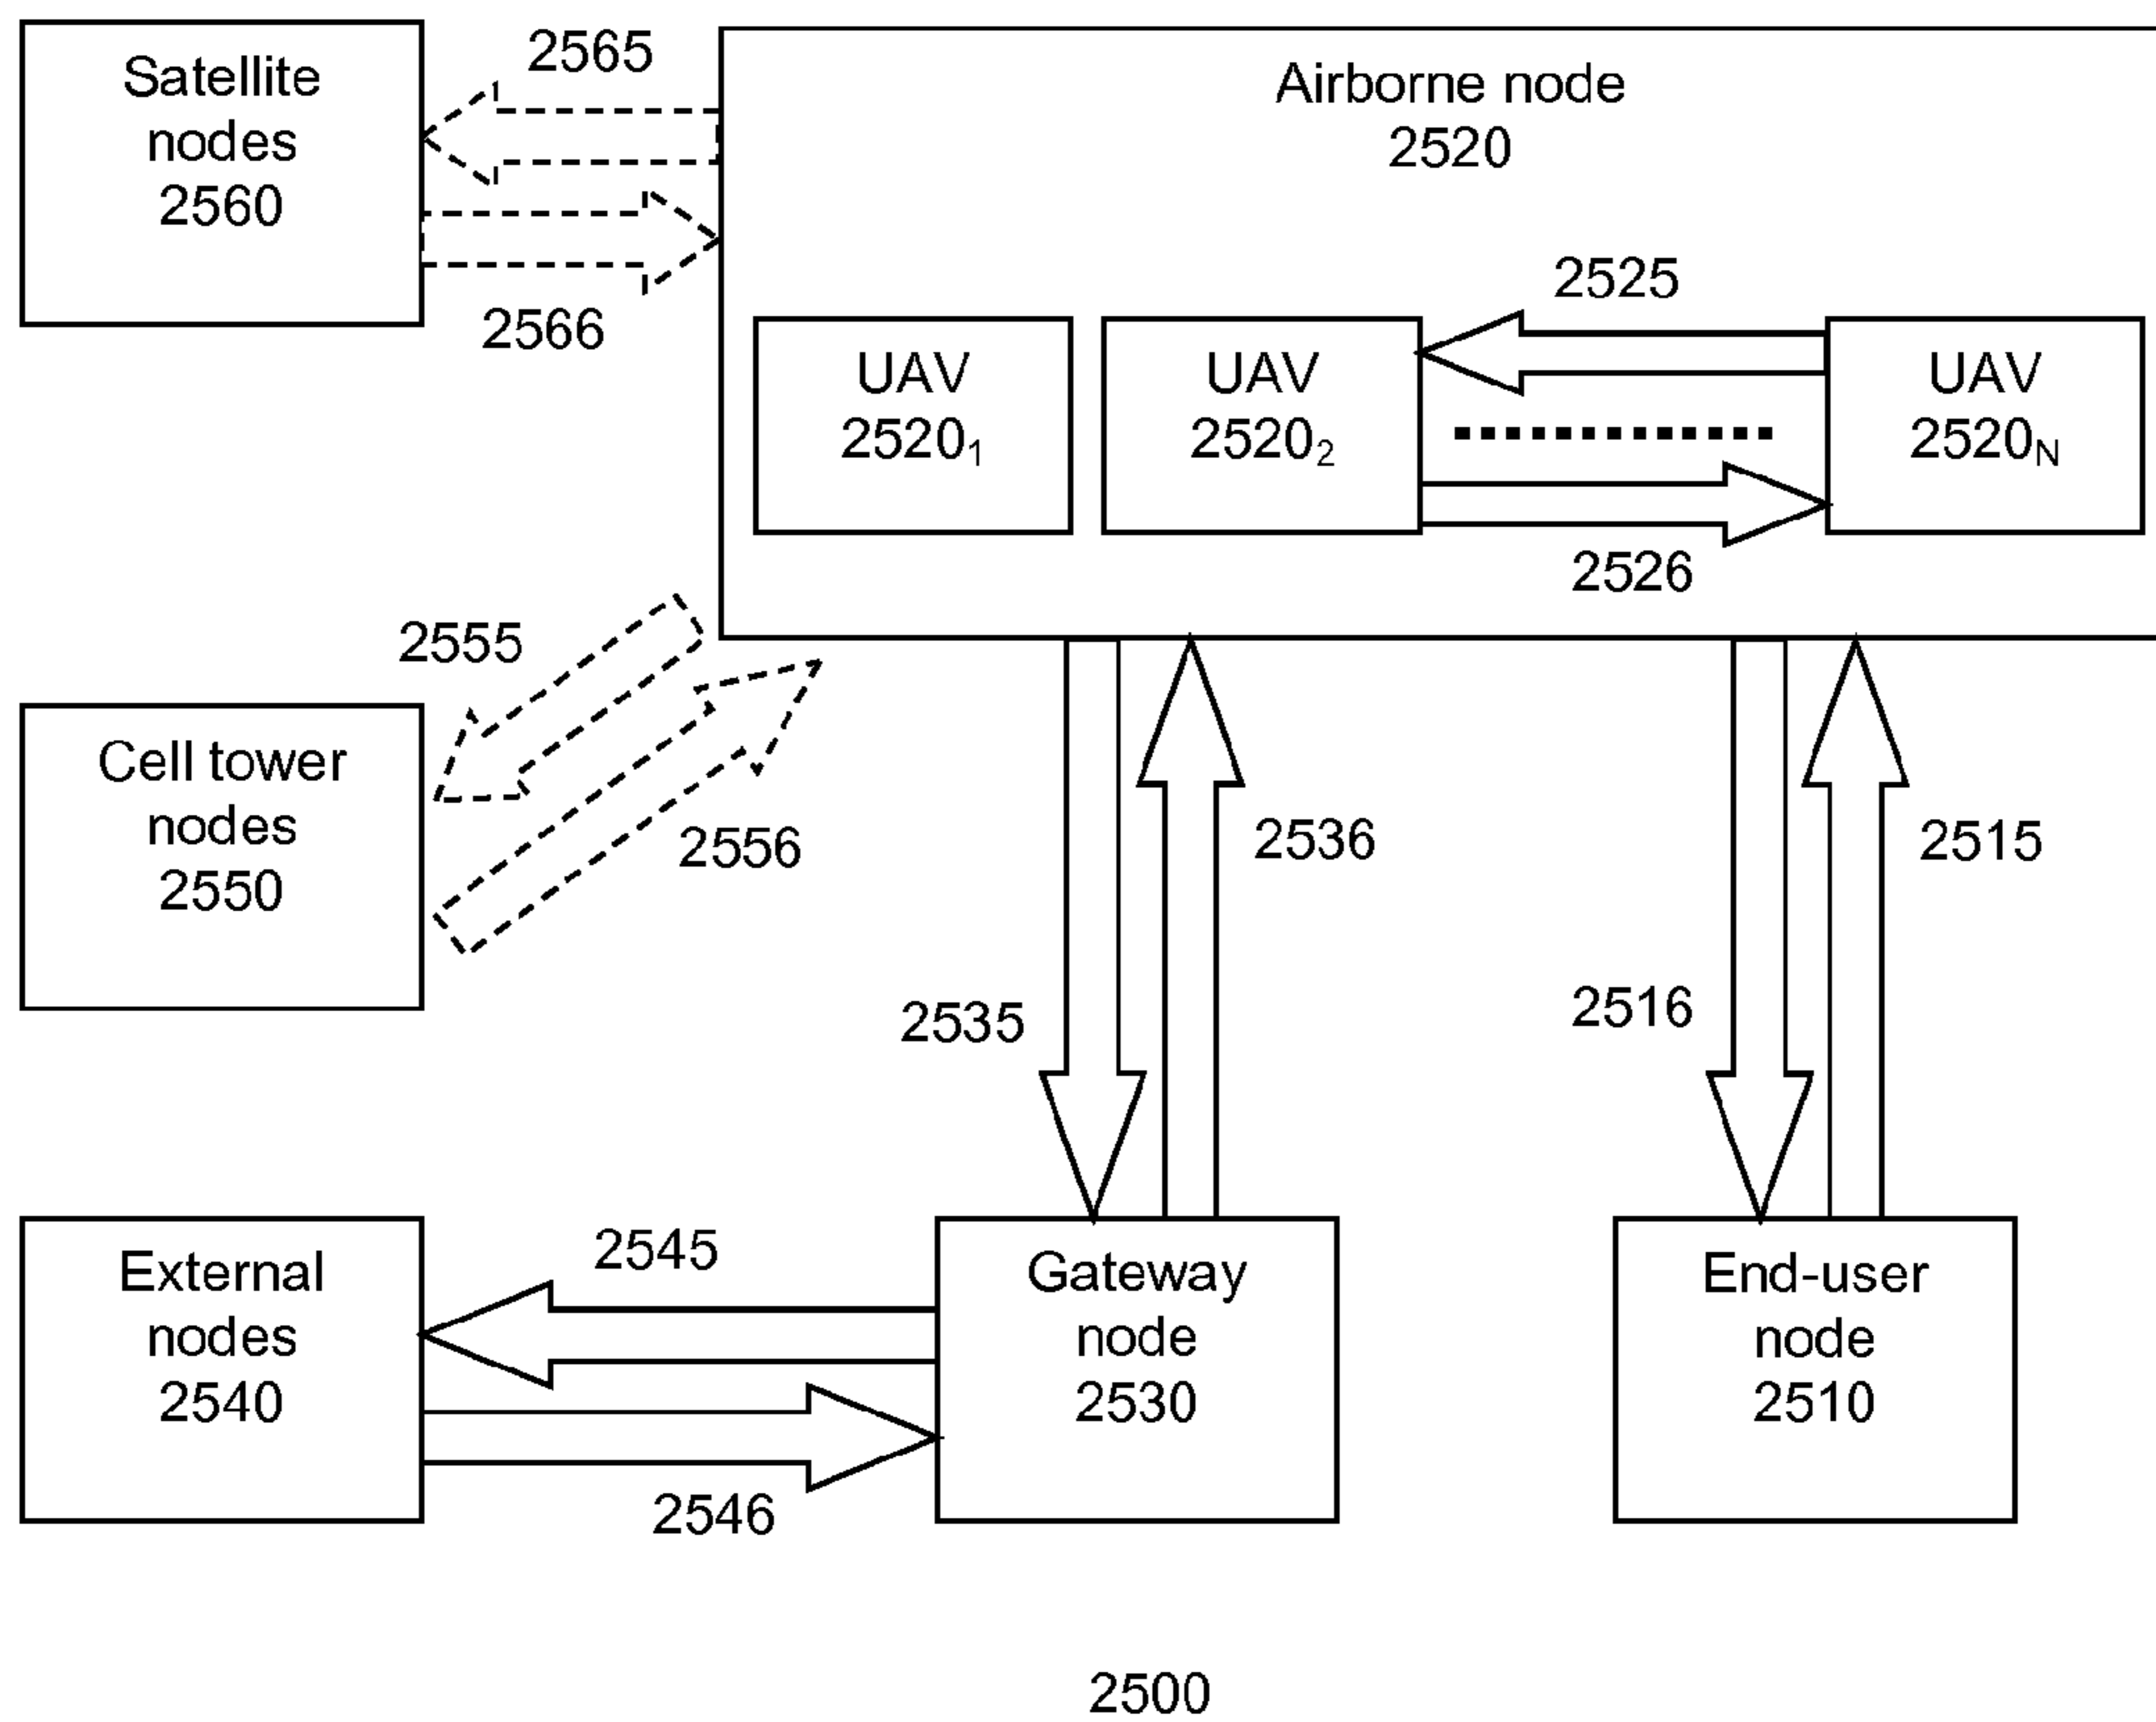 Satellite
nodes
2560
2565
2566
Airborne node
2520
2525
UAV
2520₁
UAV
2520₂
UAV
2520N
2526
2555
2556
Cell tower
nodes
2550
2535
2536
2516
2515
External
nodes
2540
2545
2546
Gateway
node
2530
End-user
node
2510
2500